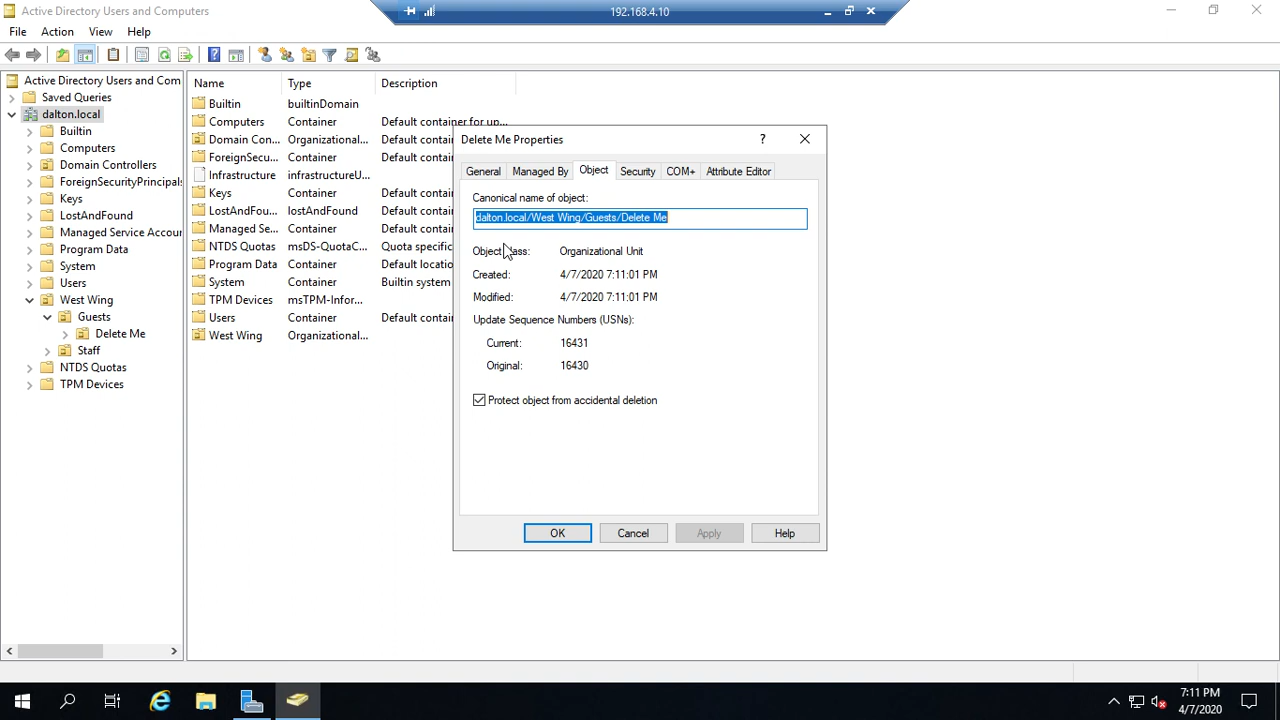 Active Directory Users and Computers
192.168.4.10
File Action View Help
Active Directory Users and Com
Saved Queries
dalton.local
Builtin
Computers
Domain Controllers
ForeignSecurityPrincipals
Keys
LostAndFound
Managed Service Accour
Program Data
System
Users
West Wing
Guests
Delete Me
Staff
NTDS Quotas
TPM Devices
Name Type Description
Builtin builtinDomain
Computers Container Default container for up...
Domain Con... Organizational... Default contai
ForeignSecu... Container Default contai
Infrastructure infrastructureU...
Keys Container Default contai
LostAndFou... lostAndFound Default contai
Managed Se... Container Default contai
NTDS Quotas msDS-QuotaC... Quota specific
Program Data Container Default locatio
System Container Builtin system
TPM Devices msTPM-Infor...
Users Container Default contai
West Wing Organizational...
Delete Me Properties
?
General Managed By Object Security COM+ Attribute Editor
Canonical name of object:
dalton.local/West Wing/Guests/Delete Me
Object class: Organizational Unit
Created: 4/7/2020 7:11:01 PM
Modified: 4/7/2020 7:11:01 PM
Update Sequence Numbers (USNs):
Current: 16431
Original: 16430
Protect object from accidental deletion
OK Cancel Apply Help
7:11 PM
4/7/2020